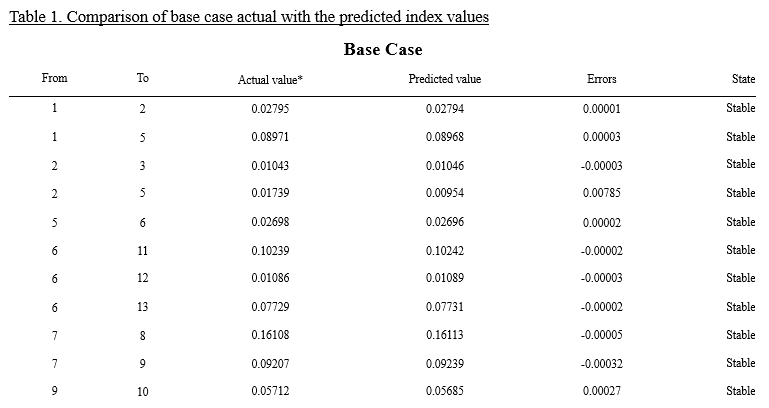 Table 1. Comparison of base case actual with the predicted index values
Base Case
From To Actual value* Predicted value Errors State
1 2 0.02795 0.02794 0.00001 Stable
1 5 0.08971 0.08968 0.00003 Stable
2 3 0.01043 0.01046 -0.00003 Stable
2 5 0.01739 0.00954 0.00785 Stable
5 6 0.02698 0.02696 0.00002 Stable
6 11 0.10239 0.10242 -0.00002 Stable
6 12 0.01086 0.01089 -0.00003 Stable
6 13 0.07729 0.07731 -0.00002 Stable
7 8 0.16108 0.16113 -0.00005 Stable
7 9 0.09207 0.09239 -0.00032 Stable
9 10 0.05712 0.05685 0.00027 Stable